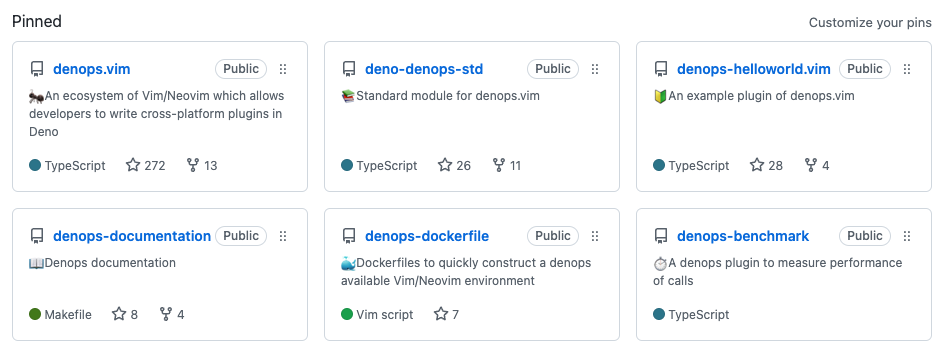 Pinned
Customize your pins
denops.vim Public
🐜An ecosystem of Vim/Neovim which allows
developers to write cross-platform plugins in
Deno
TypeScript 272 13
deno-denops-std Public
📚Standard module for denops.vim
TypeScript 26 11
denops-helloworld.vim Public
🔰An example plugin of denops.vim
TypeScript 28 4
denops-documentation Public
📖Denops documentation
Makefile 8 4
denops-dockerfile Public
🐳Dockerfiles to quickly construct a denops
available Vim/Neovim environment
Vim script 7
denops-benchmark Public
⏱A denops plugin to measure performance
of calls
TypeScript